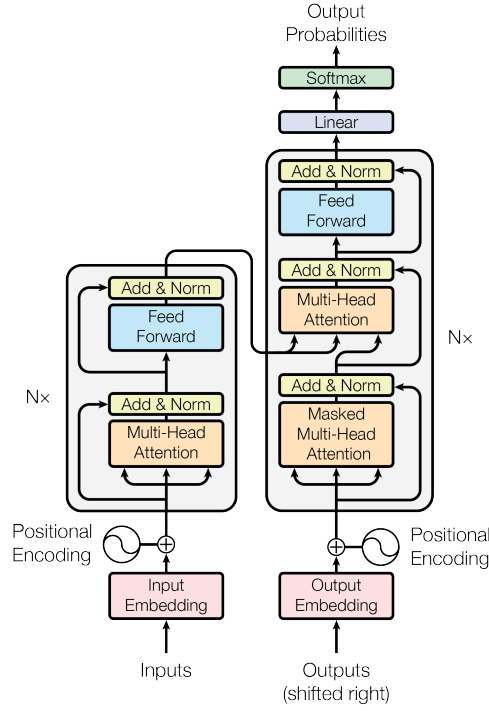 Output
Probabilities
Softmax
Linear
Add & Norm
Feed
Forward
Add & Norm
Multi-Head
Attention
Add & Norm
Masked
Multi-Head
Attention
N×
Add & Norm
Feed
Forward
Add & Norm
Multi-Head
Attention
N×
Positional
Encoding
Positional
Encoding
Input
Embedding
Output
Embedding
Inputs
Outputs
(shifted right)